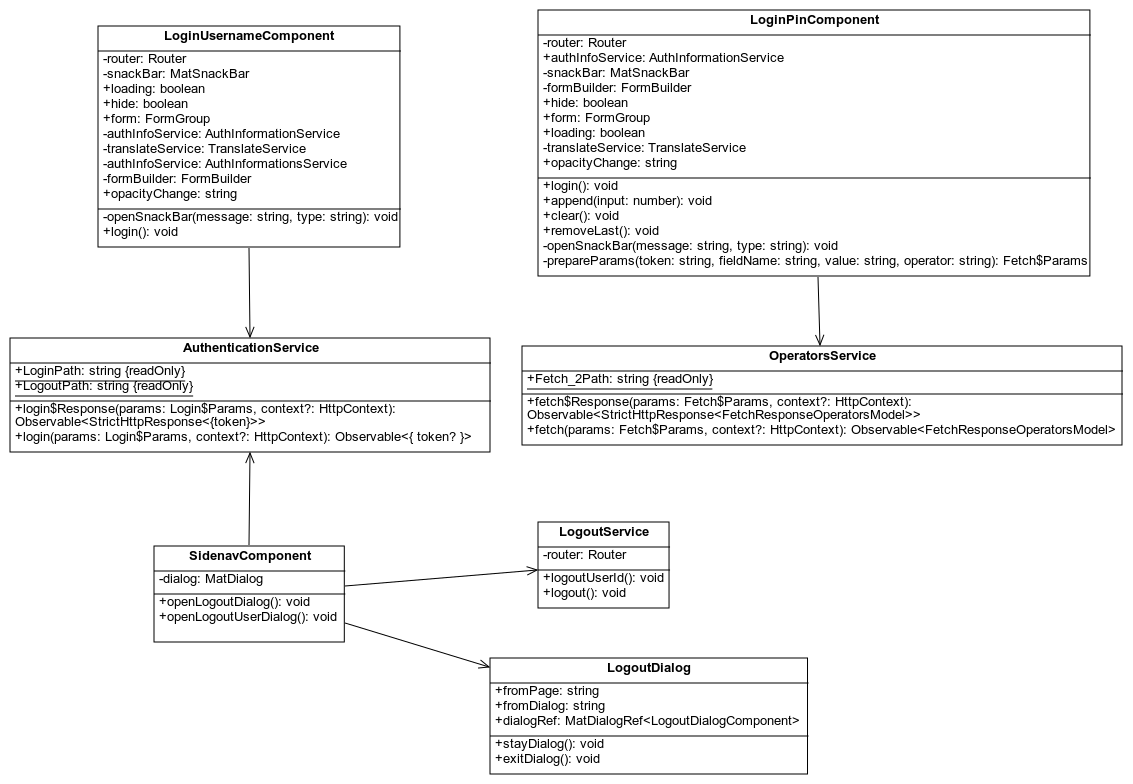 LoginUsernameComponent
-router: Router
-snackBar: MatSnackBar
+loading: boolean
+hide: boolean
+form: FormGroup
-authInfoService: AuthInformationService
-translateService: TranslateService
-authInfoService: AuthInformationsService
-formBuilder: FormBuilder
+opacityChange: string
-openSnackBar(message: string, type: string): void
+login(): void
LoginPinComponent
-router: Router
+authInfoService: AuthInformationService
-snackBar: MatSnackBar
-formBuilder: FormBuilder
+hide: boolean
+form: FormGroup
+loading: boolean
-translateService: TranslateService
+opacityChange: string
+login(): void
+append(input: number): void
+clear(): void
+removeLast(): void
-openSnackBar(message: string, type: string): void
-prepareParams(token: string, fieldName: string, value: string, operator: string): Fetch$Params
AuthenticationService
+LoginPath: string {readOnly}
+LogoutPath: string {readOnly}
+login$Response(params: Login$Params, context?: HttpContext):
Observable<StrictHttpResponse<{token}>>
+login(params: Login$Params, context?: HttpContext): Observable<{ token? }>
OperatorsService
+Fetch_2Path: string {readOnly}
+fetch$Response(params: Fetch$Params, context?: HttpContext):
Observable<StrictHttpResponse<FetchResponseOperatorsModel>>
+fetch(params: Fetch$Params, context?: HttpContext): Observable<FetchResponseOperatorsModel>
SidenavComponent
-dialog: MatDialog
+openLogoutDialog(): void
+openLogoutUserDialog(): void
LogoutService
-router: Router
+logoutUserId(): void
+logout(): void
LogoutDialog
+fromPage: string
+fromDialog: string
+dialogRef: MatDialogRef<LogoutDialogComponent>
+stayDialog(): void
+exitDialog(): void